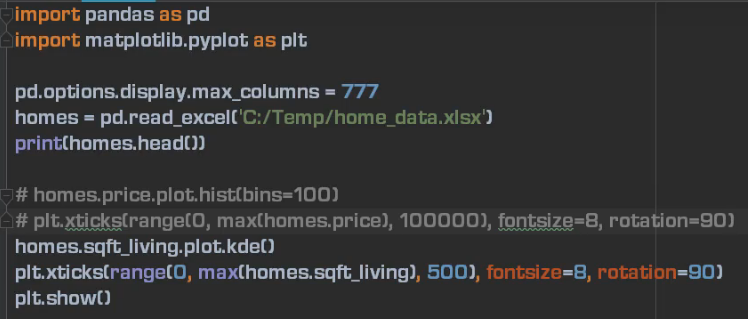 import pandas as pd
import matplotlib.pyplot as plt
pd.options.display.max_columns = 777
homes = pd.read_excel('C:/Temp/home_data.xlsx')
print(homes.head())
# homes.price.plot.hist(bins=100)
# plt.xticks(range(0, max(homes.price), 100000), fontsize=8, rotation=90)
homes.sqft_living.plot.kde()
plt.xticks(range(0, max(homes.sqft_living), 500), fontsize=8, rotation=90)
plt.show()